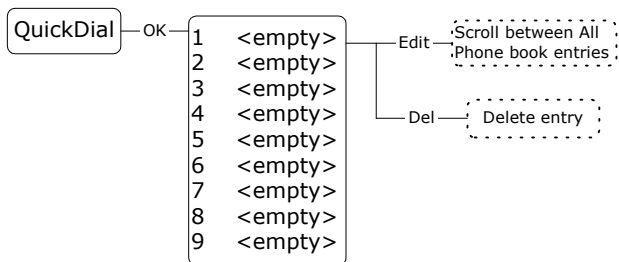 QuickDial
OK
1 <empty>
2 <empty>
3 <empty>
4 <empty>
5 <empty>
6 <empty>
7 <empty>
8 <empty>
9 <empty>
Edit
Scroll between All
Phone book entries
Del
Delete entry